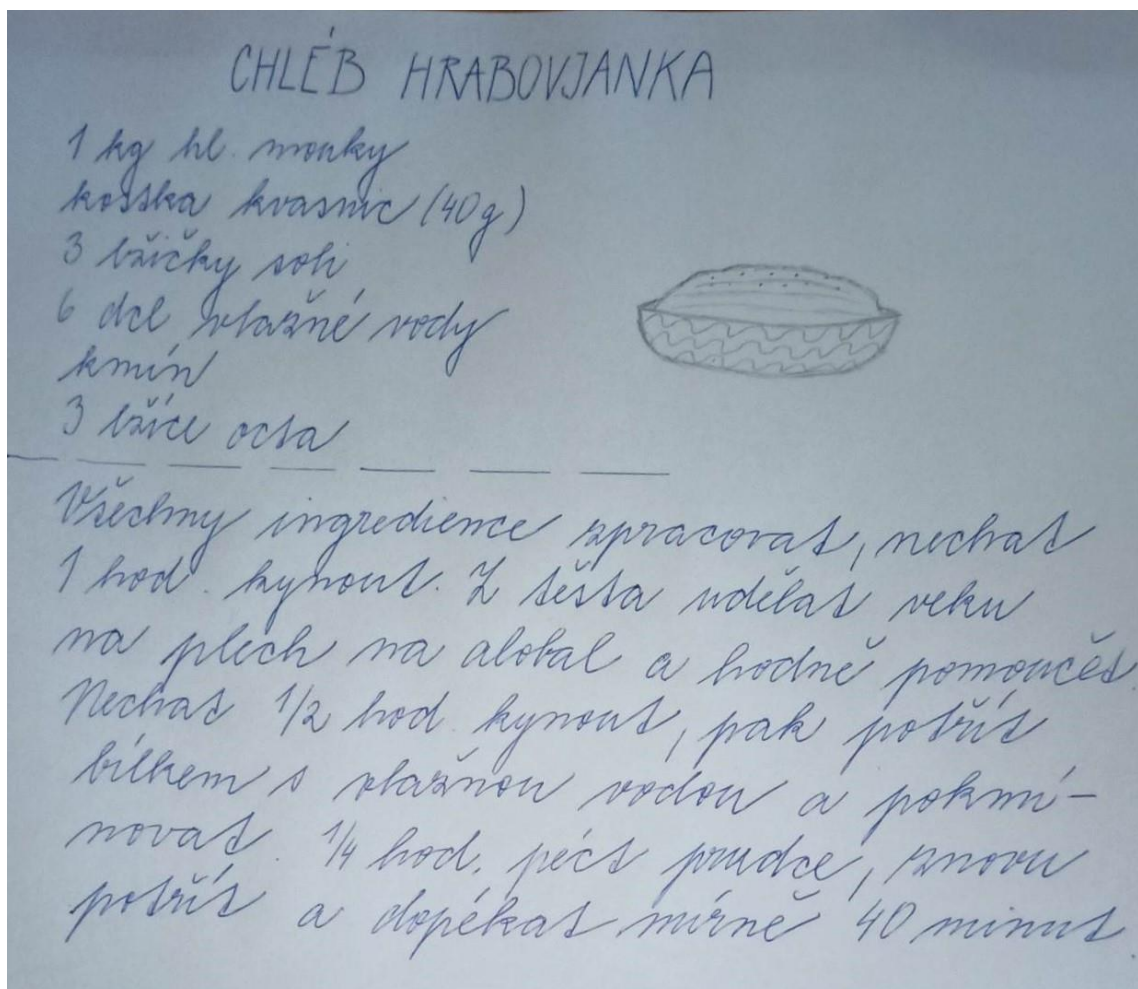 CHLÉB HRABOVJANKA
1 kg hl. mouky
kostka kvasnic (40g)
3 lžičky soli
6 dcl vlažné vody
kmín
3 lžíce octa
Všechny ingredience zpracovat, nechat
1 hod. kynout. Z těsta udělat veku
na plech na alobal a hodně pomoučit.
Nechat 1/2 hod. kynout, pak potřít
bílkem s vlažnou vodou a pokmí-
novat. 1/4 hod. péct prudce, znovu
potřít a dopékat mírně 40 minut.